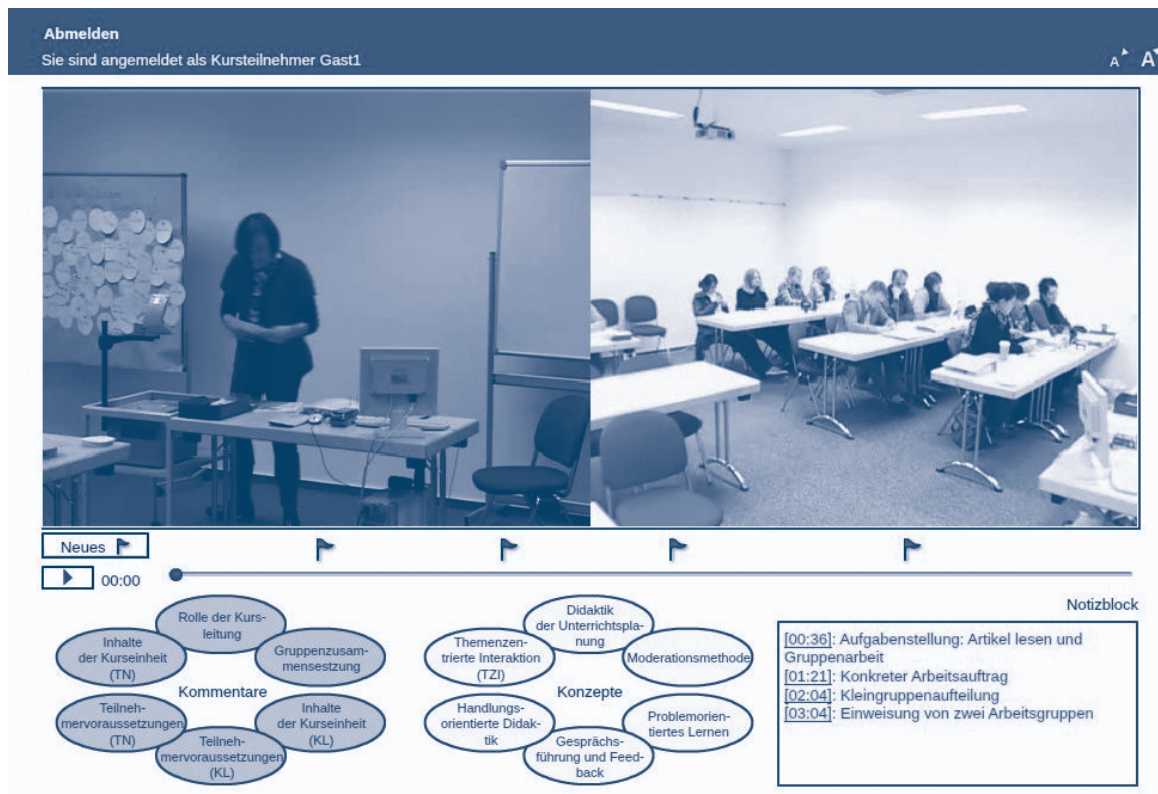 Abmelden
Sie sind angemeldet als Kursteilnehmer Gast1
A A
Neues
00:00
Rolle der Kurs-
leitung
Inhalte
der Kurseinheit
(TN)
Gruppenzusam-
mensestzung
Kommentare
Teilneh-
mervoraussetzungen
(TN)
Inhalte
der Kurseinheit
(KL)
Teilneh-
mervoraussetzungen
(KL)
Didaktik
der Unterrichtspla-
nung
Themenzen-
trierte Interaktion
(TZI)
Moderationsmethode
Konzepte
Handlungs-
orientierte Didak-
tik
Problemorien-
tiertes Lernen
Gesprächs-
führung und Feed-
back
Notizblock
[00:36]: Aufgabenstellung: Artikel lesen und
Gruppenarbeit
[01:21]: Konkreter Arbeitsauftrag
[02:04]: Kleingruppenaufteilung
[03:04]: Einweisung von zwei Arbeitsgruppen